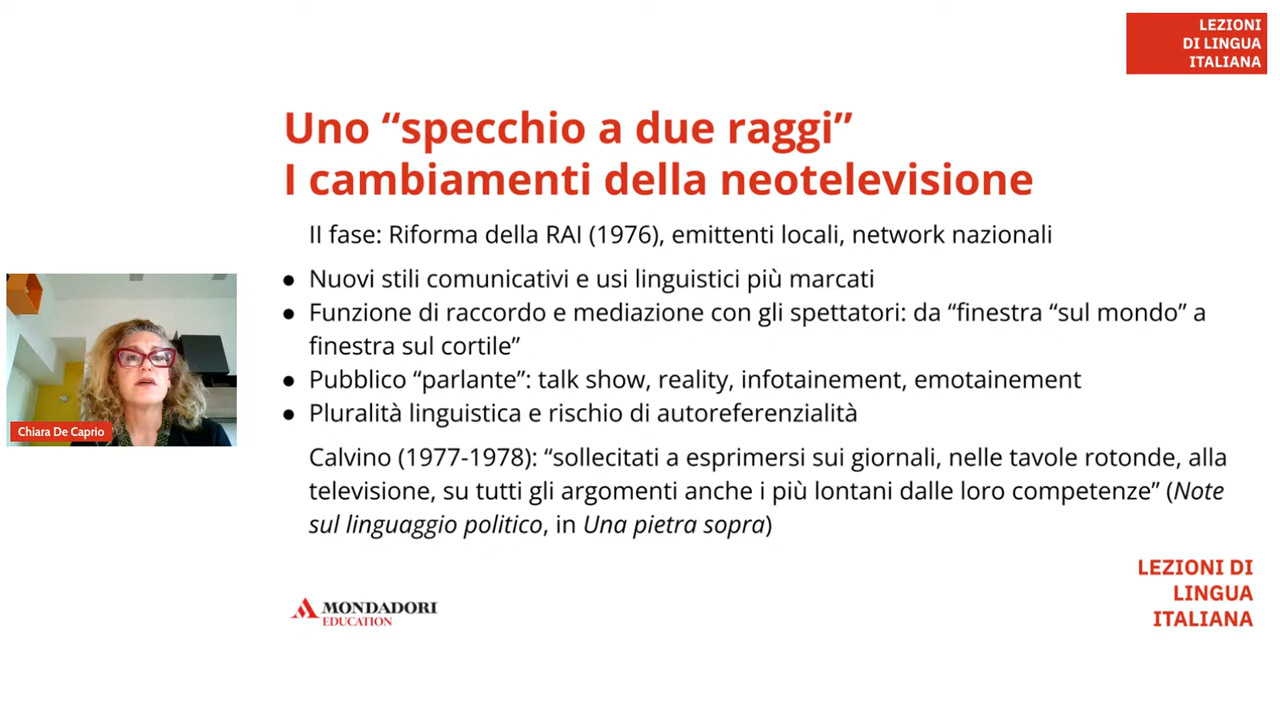 LEZIONI
DI LINGUA
ITALIANA
Uno “specchio a due raggi”
I cambiamenti della neotelevisione
II fase: Riforma della RAI (1976), emittenti locali, network nazionali
● Nuovi stili comunicativi e usi linguistici più marcati
● Funzione di raccordo e mediazione con gli spettatori: da “finestra “sul mondo” a
finestra sul cortile”
● Pubblico “parlante”: talk show, reality, infotainement, emotainement
● Pluralità linguistica e rischio di autoreferenzialità
Calvino (1977-1978): “sollecitati a esprimersi sui giornali, nelle tavole rotonde, alla
televisione, su tutti gli argomenti anche i più lontani dalle loro competenze” (Note
sul linguaggio politico, in Una pietra sopra)
Chiara De Caprio
MONDADORI
EDUCATION
LEZIONI DI
LINGUA
ITALIANA